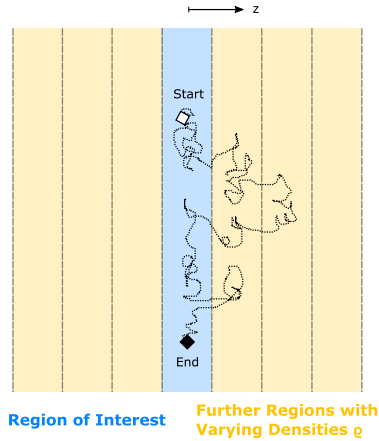 z
Start
End
Region of Interest
Further Regions with
Varying Densities ϱ